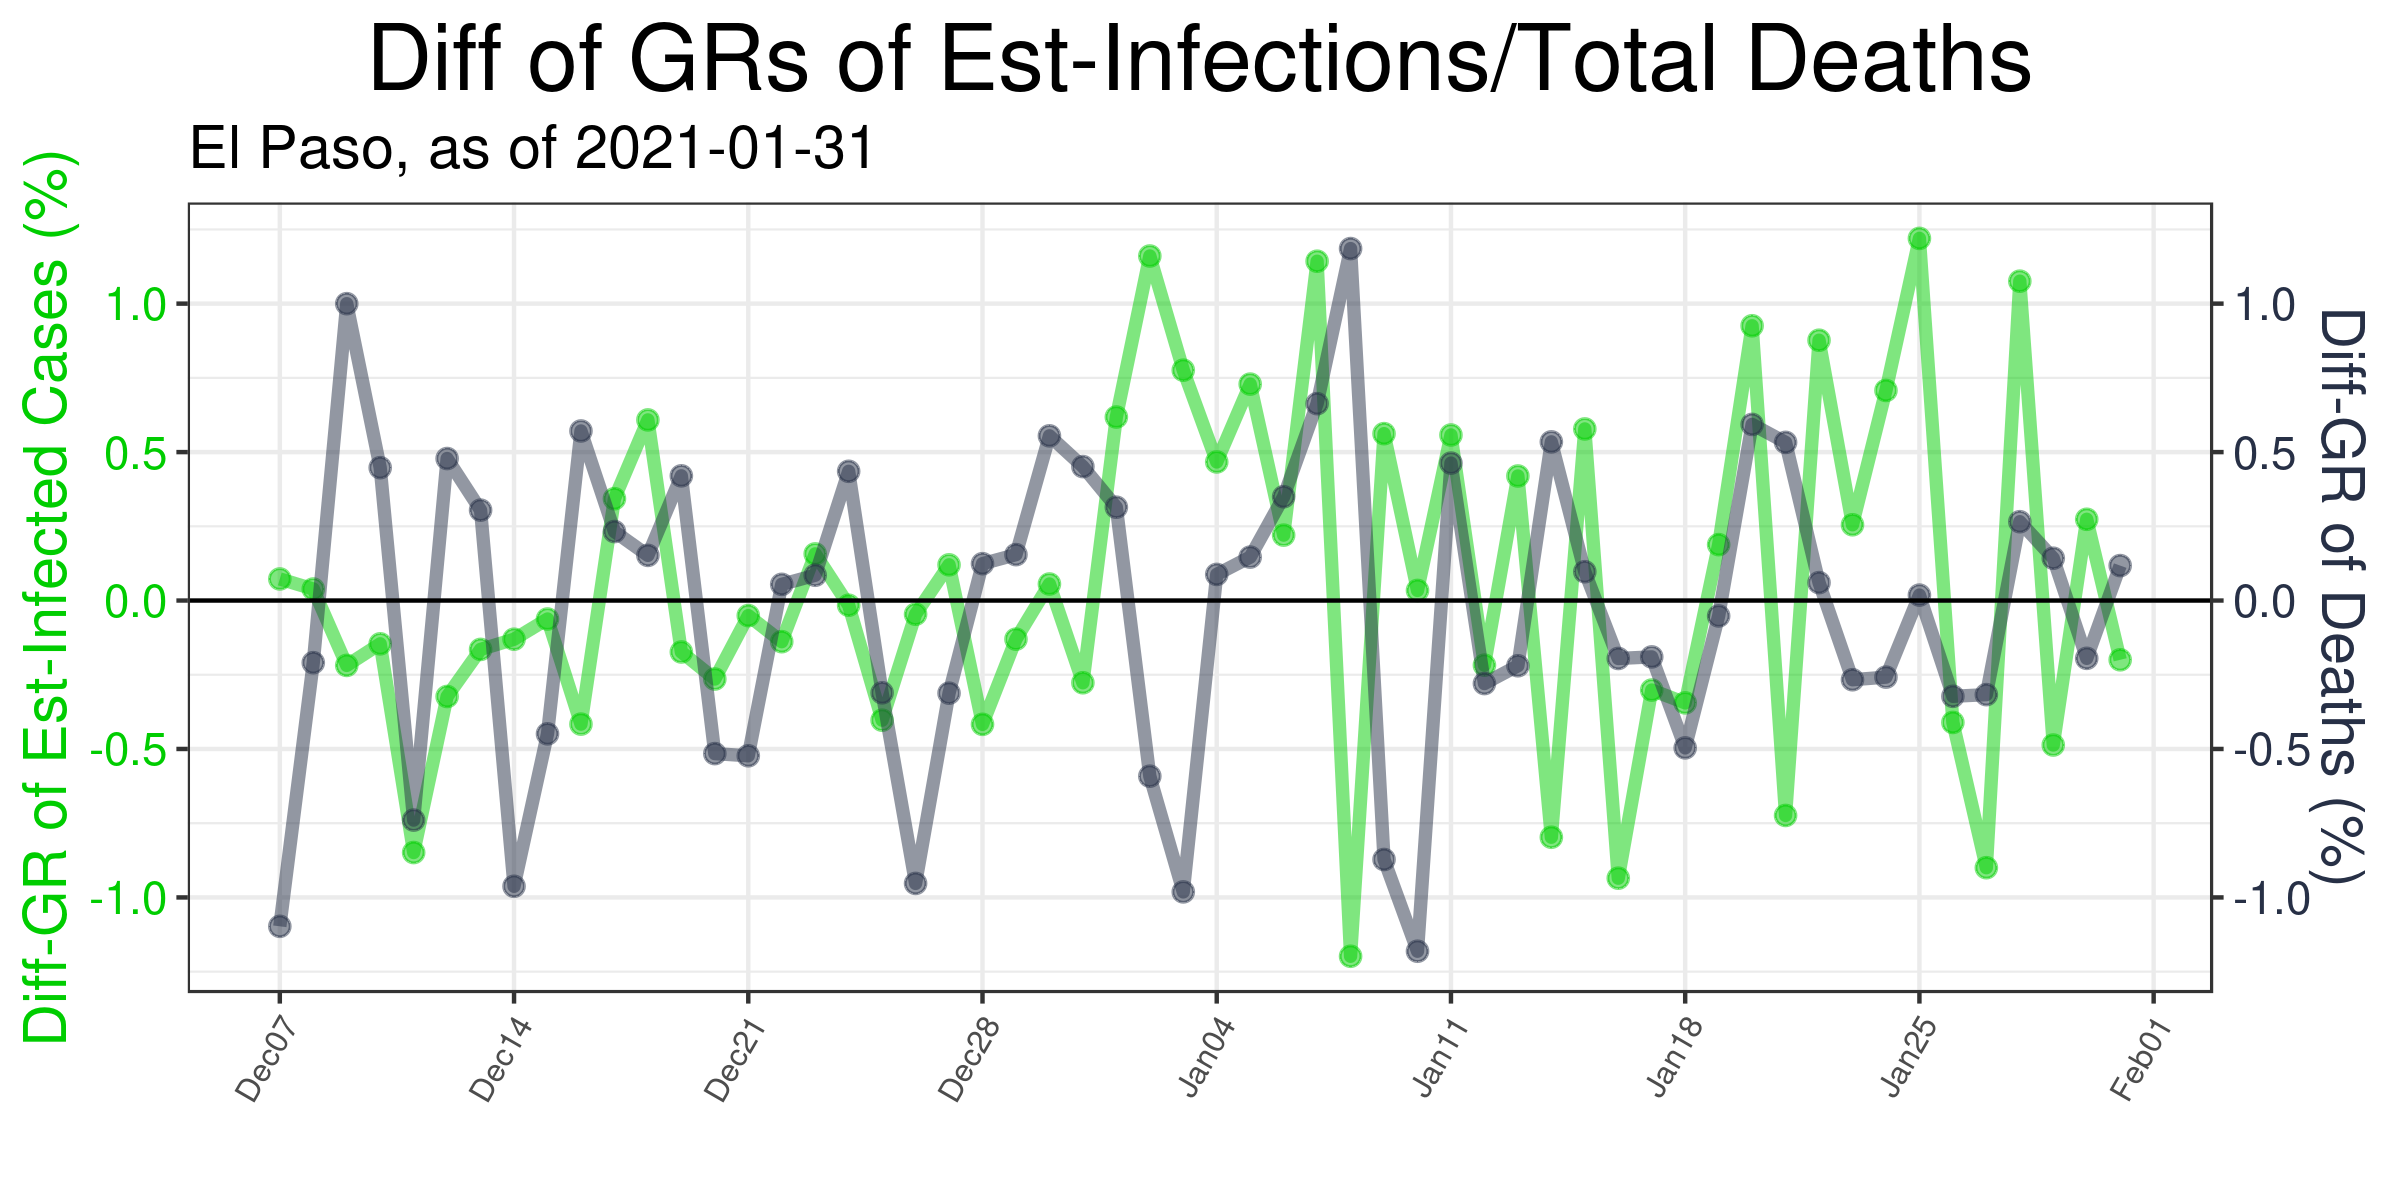 Diff of GRs of Est-Infections/Total Deaths
El Paso, as of 2021-01-31
Diff-GR of Est-Infected Cases (%)
1.0
0.5
0.0
-0.5
-1.0
1.0
0.5
0.0
-0.5
-1.0
Diff-GR of Deaths (%)
Dec07 Dec14 Dec21 Dec28 Jan04 Jan11 Jan18 Jan25 Feb01